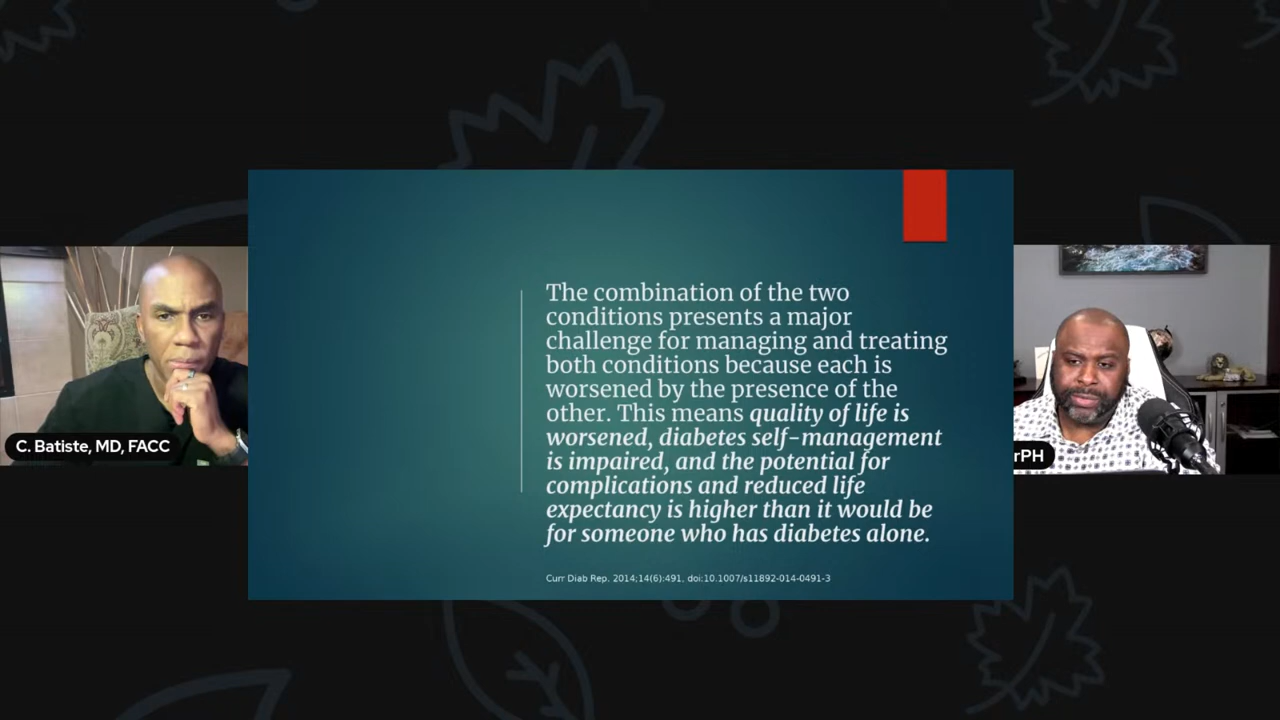 The combination of the two
conditions presents a major
challenge for managing and treating
both conditions because each is
worsened by the presence of the
other. This means quality of life is
worsened, diabetes self-management
is impaired, and the potential for
complications and reduced life
expectancy is higher than it would be
for someone who has diabetes alone.
Curr Diab Rep. 2014;14(6):491. doi:10.1007/s11892-014-0491-3
C. Batiste, MD, FACC
rPH